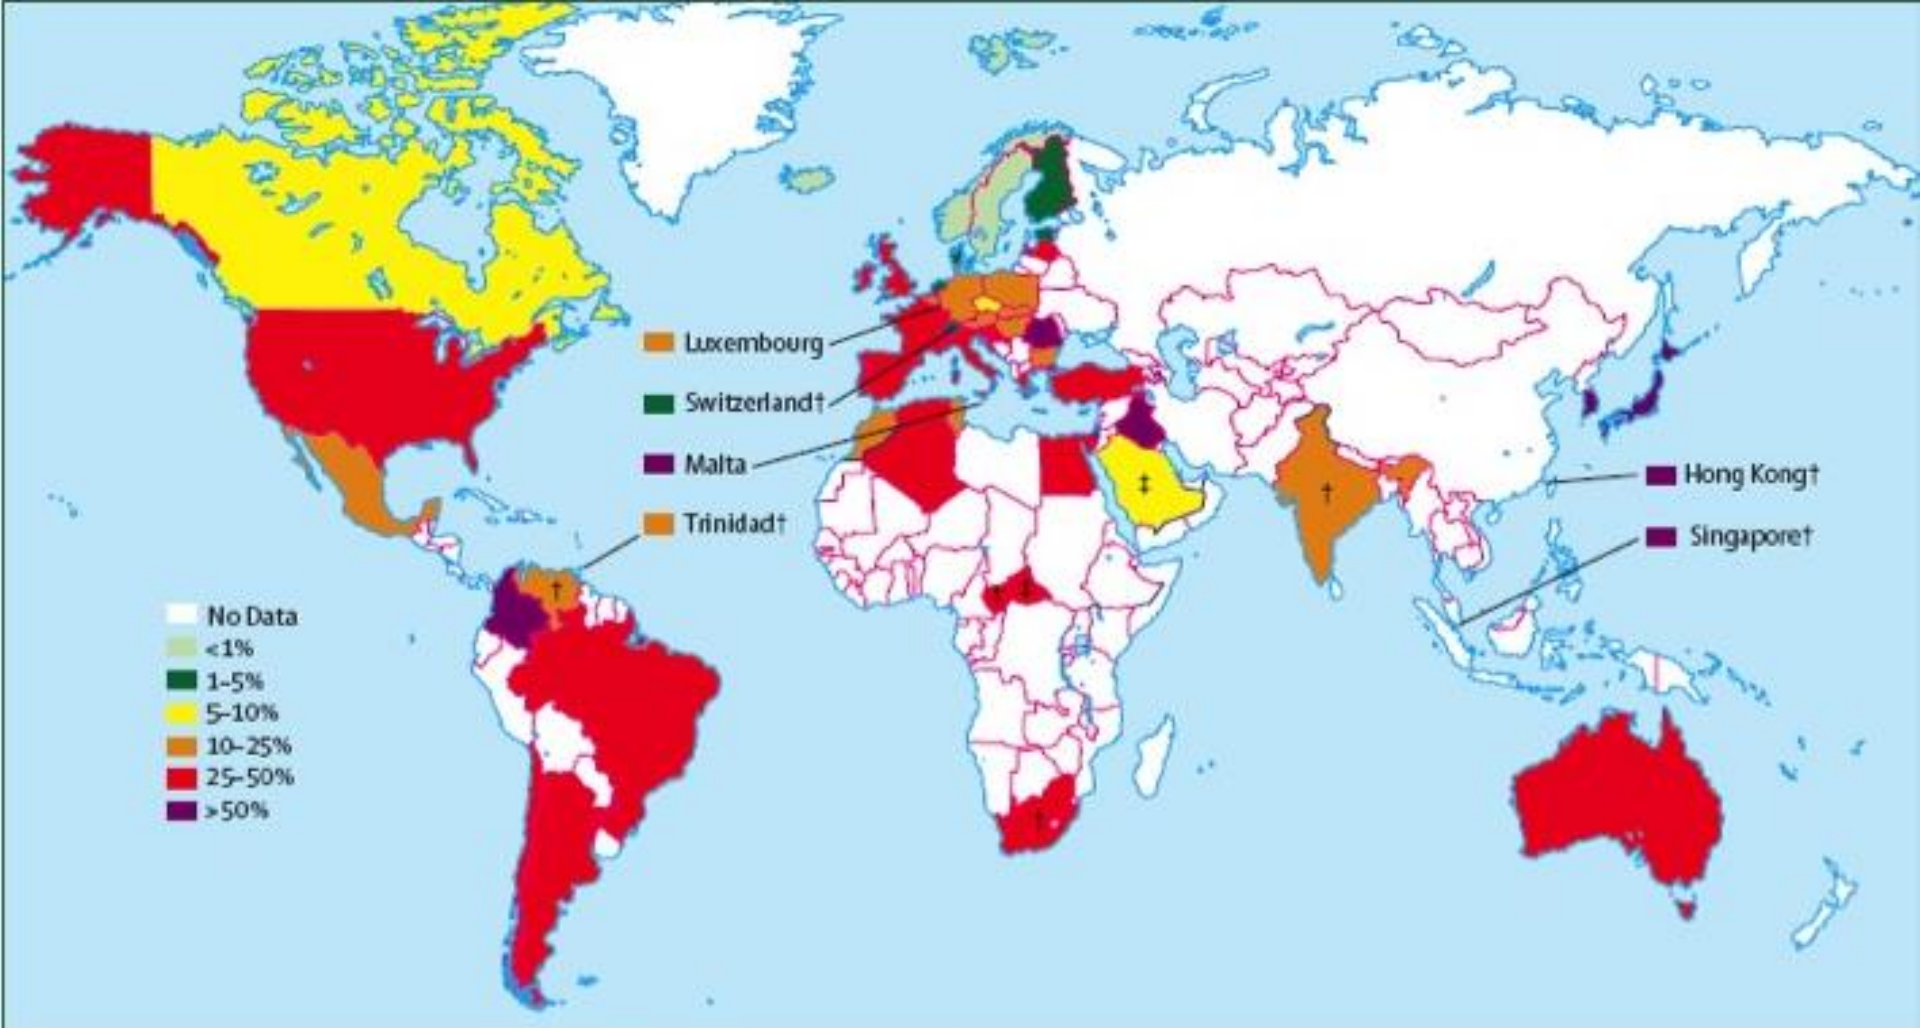 Luxembourg
Switzerland†
Malta
Trinidad†
Hong Kong†
Singapore†
‡
†
†
†
No Data
<1%
1–5%
5–10%
10–25%
25–50%
>50%